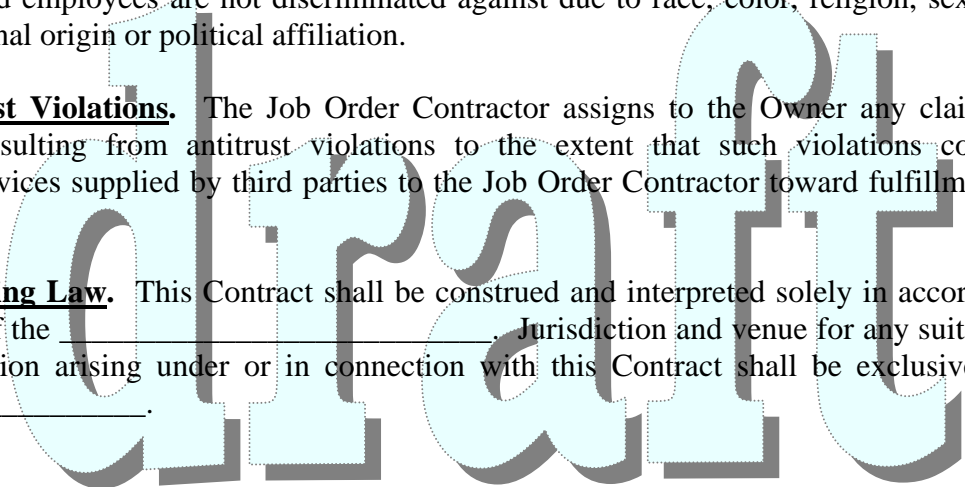 d employees are not discriminated against due to race, color, religion, sex
nal origin or political affiliation.
st Violations. The Job Order Contractor assigns to the Owner any clai
sulting from antitrust violations to the extent that such violations co
vices supplied by third parties to the Job Order Contractor toward fulfillm
ing Law. This Contract shall be construed and interpreted solely in accor
f the ___________________________. Jurisdiction and venue for any suit
tion arising under or in connection with this Contract shall be exclusive
__________.
draft